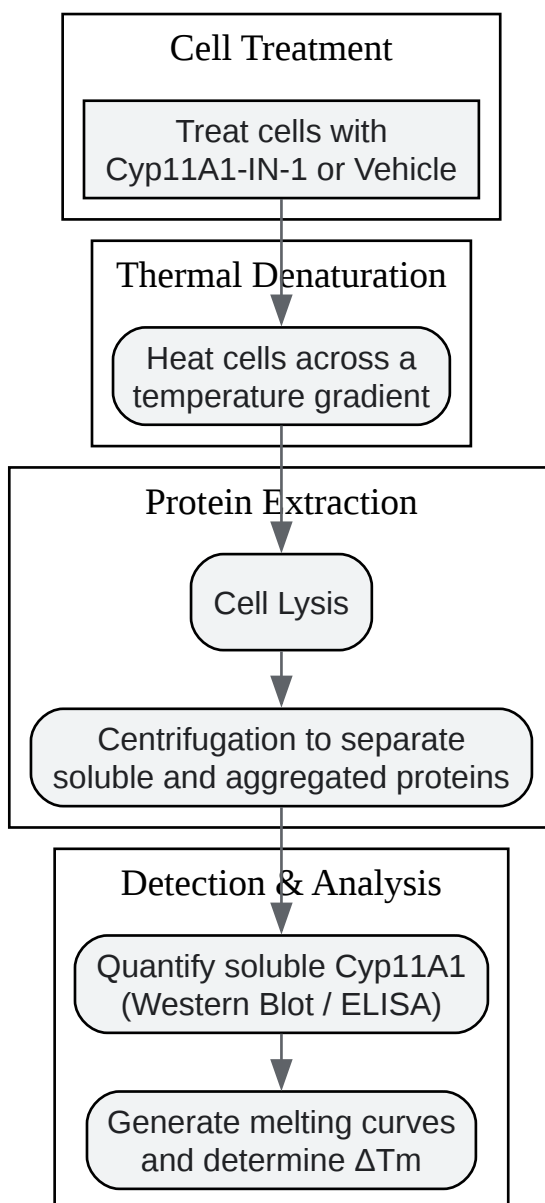 Cell Treatment
Treat cells with
Cyp11A1-IN-1 or Vehicle
Thermal Denaturation
Heat cells across a
temperature gradient
Protein Extraction
Cell Lysis
Centrifugation to separate
soluble and aggregated proteins
Detection & Analysis
Quantify soluble Cyp11A1
(Western Blot / ELISA)
Generate melting curves
and determine ΔTm